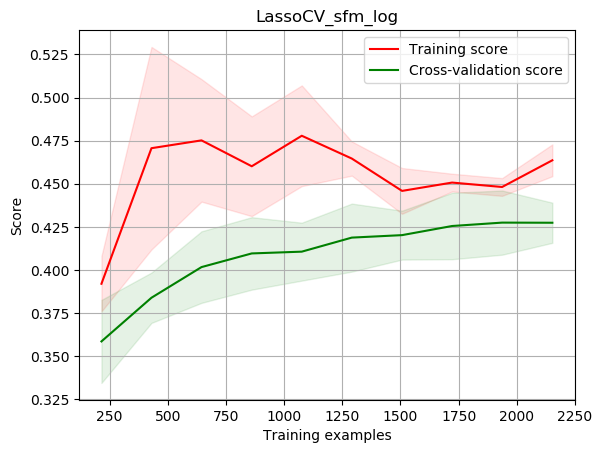 LassoCV_sfm_log
Training score
Cross-validation score
0.525
0.500
0.475
0.450
0.425
0.400
0.375
0.350
0.325
Score
250 500 750 1000 1250 1500 1750 2000 2250
Training examples